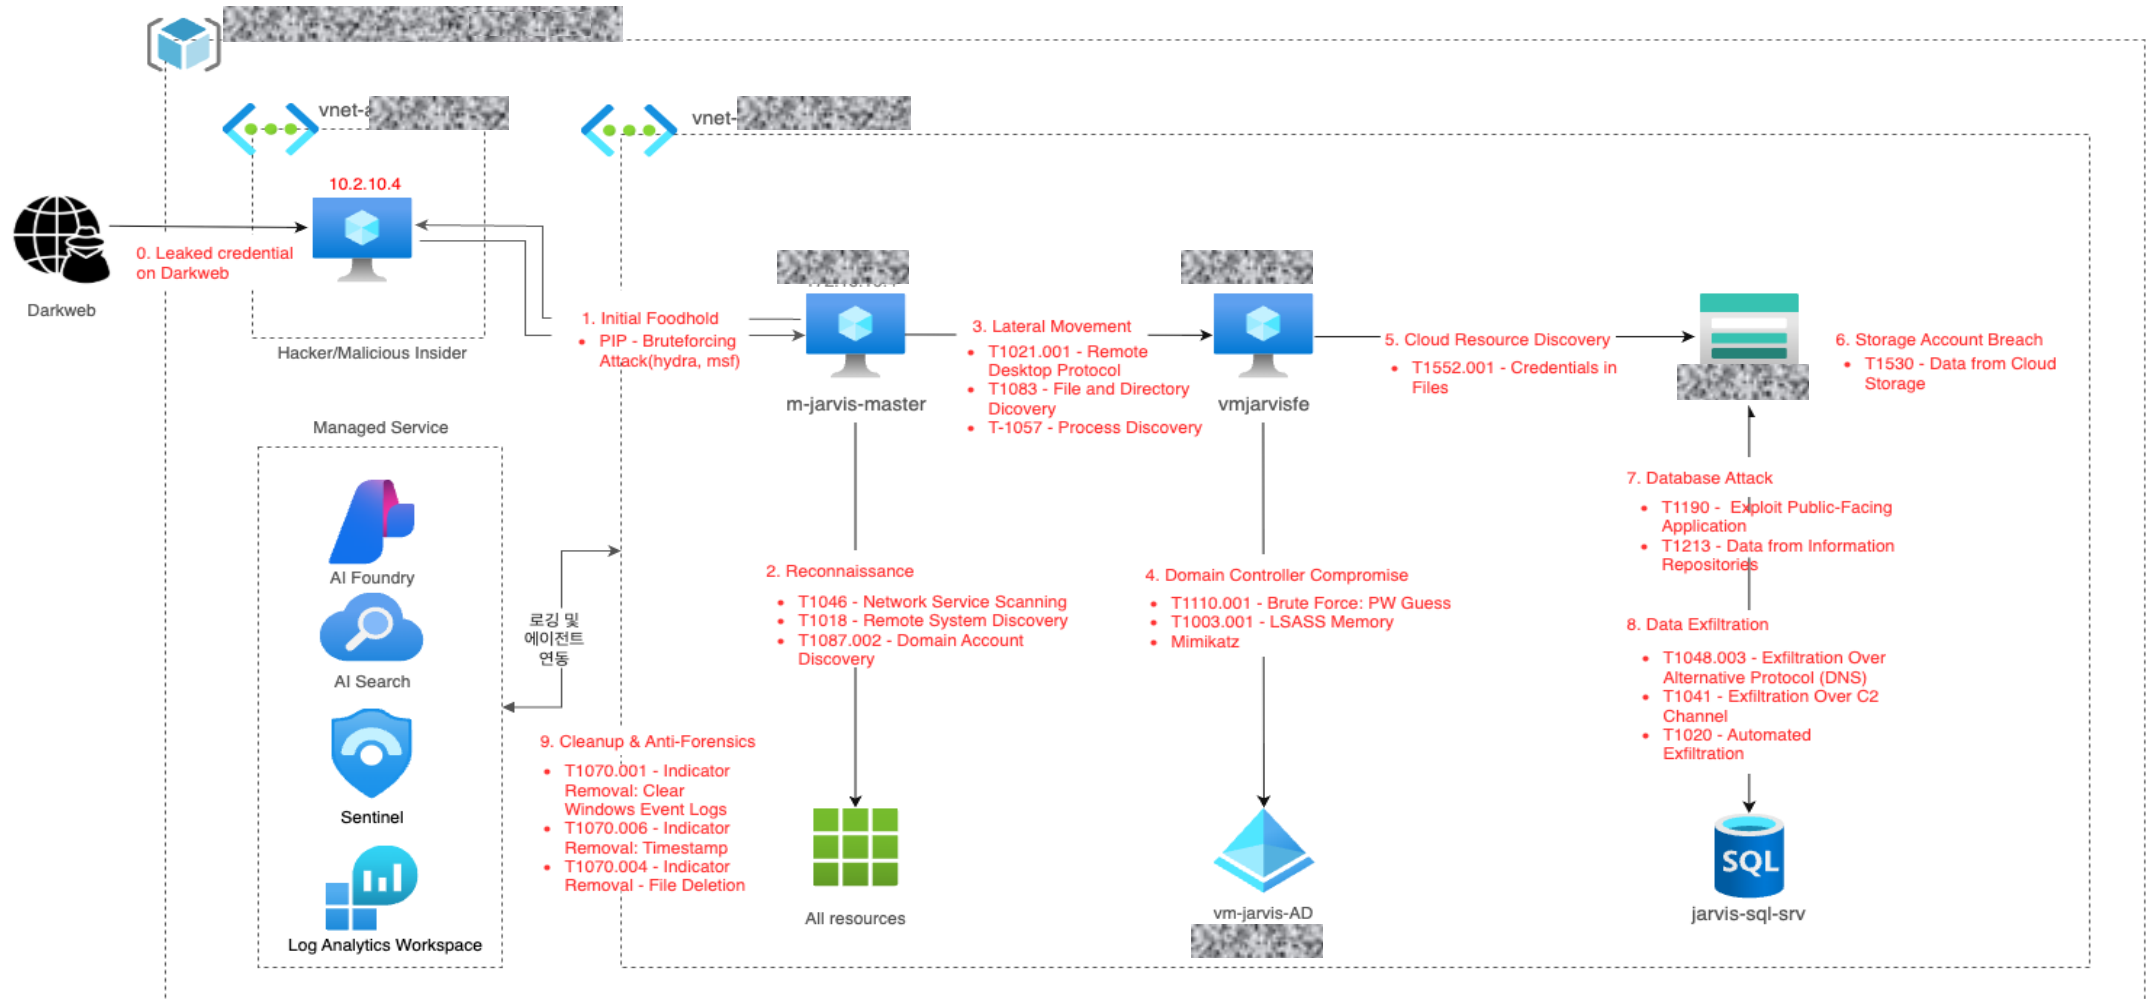 vnet-a
vnet-
10.2.10.4
0. Leaked credential
on Darkweb
Darkweb
Hacker/Malicious Insider
1. Initial Foodhold
• PIP - Bruteforcing
Attack(hydra, msf)
m-jarvis-master
3. Lateral Movement
• T1021.001 - Remote
Desktop Protocol
• T1083 - File and Directory
Dicovery
• T-1057 - Process Discovery
vmjarvisfe
5. Cloud Resource Discovery
• T1552.001 - Credentials in
Files
6. Storage Account Breach
• T1530 - Data from Cloud
Storage
Managed Service
AI Foundry
AI Search
Sentinel
Log Analytics Workspace
로깅 및
에이전트
연동
2. Reconnaissance
• T1046 - Network Service Scanning
• T1018 - Remote System Discovery
• T1087.002 - Domain Account
Discovery
All resources
4. Domain Controller Compromise
• T1110.001 - Brute Force: PW Guess
• T1003.001 - LSASS Memory
• Mimikatz
vm-jarvis-AD
7. Database Attack
• T1190 - Exploit Public-Facing
Application
• T1213 - Data from Information
Repositories
8. Data Exfiltration
• T1048.003 - Exfiltration Over
Alternative Protocol (DNS)
• T1041 - Exfiltration Over C2
Channel
• T1020 - Automated
Exfiltration
SQL
jarvis-sql-srv
9. Cleanup & Anti-Forensics
• T1070.001 - Indicator
Removal: Clear
Windows Event Logs
• T1070.006 - Indicator
Removal: Timestamp
• T1070.004 - Indicator
Removal - File Deletion